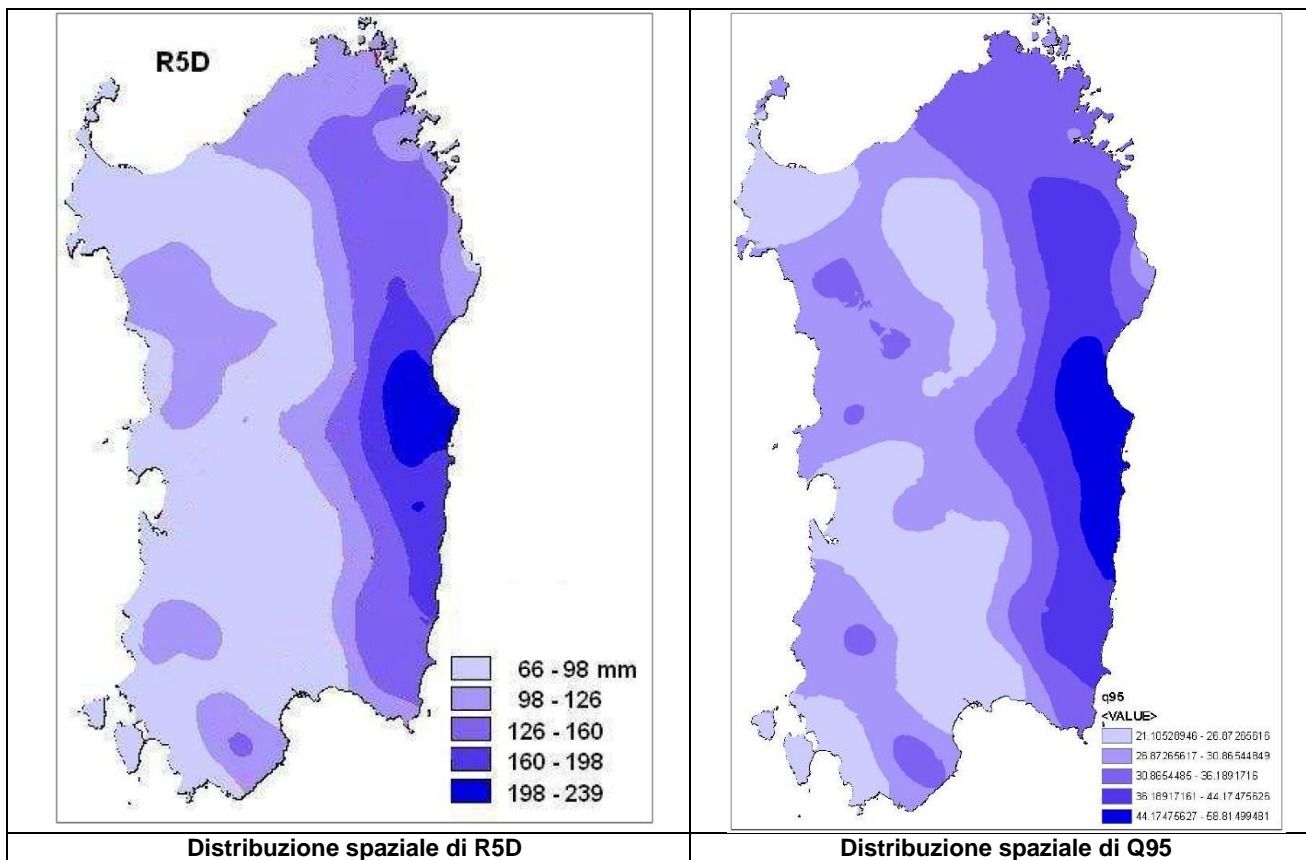 R5D
66 - 98 mm
98 - 126
126 - 160
160 - 198
198 - 239
Distribuzione spaziale di R5D
q95
<VALUE>
21.10528946 - 26.87265616
26.87265617 - 30.86544849
30.8654485 - 36.1891716
36.18917161 - 44.17475626
44.17475627 - 58.81499481
Distribuzione spaziale di Q95